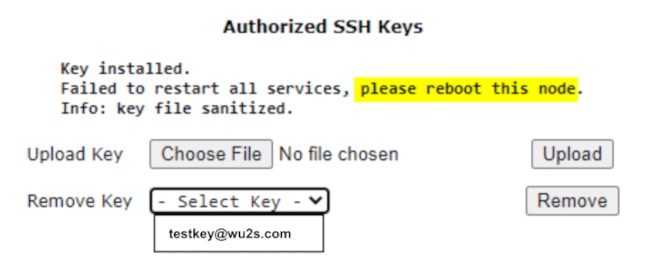 Authorized SSH Keys
Key installed.
Failed to restart all services, please reboot this node.
Info: key file sanitized.
Upload Key Choose File No file chosen Upload
Remove Key - Select Key - Remove
testkey@wu2s.com